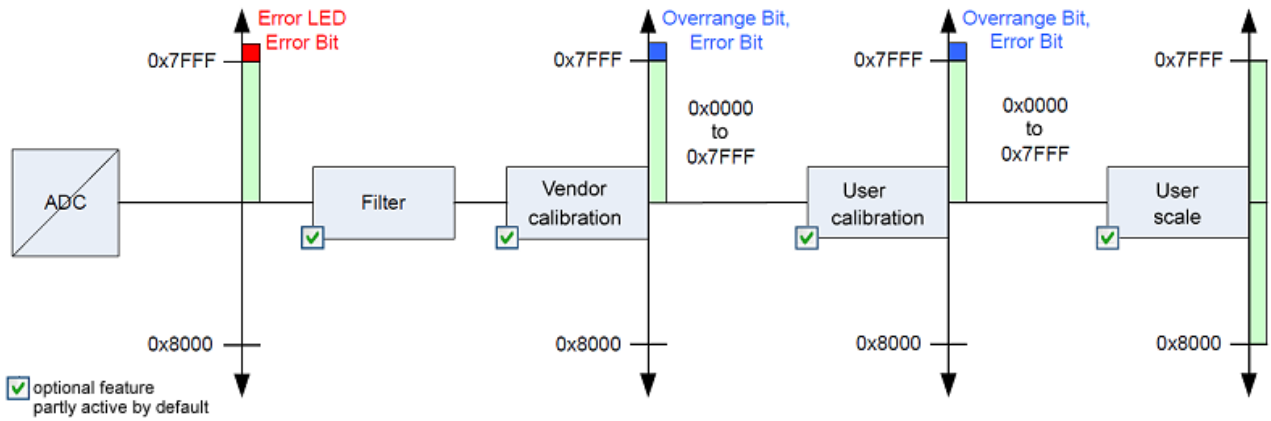 Error LED
Error Bit
Overrange Bit,
Error Bit
Overrange Bit,
Error Bit
0x7FFF
0x7FFF
0x7FFF
0x7FFF
0x0000
to
0x7FFF
0x0000
to
0x7FFF
ADC
Filter
Vendor
calibration
User
calibration
User
scale
0x8000
0x8000
0x8000
0x8000
optional feature
partly active by default